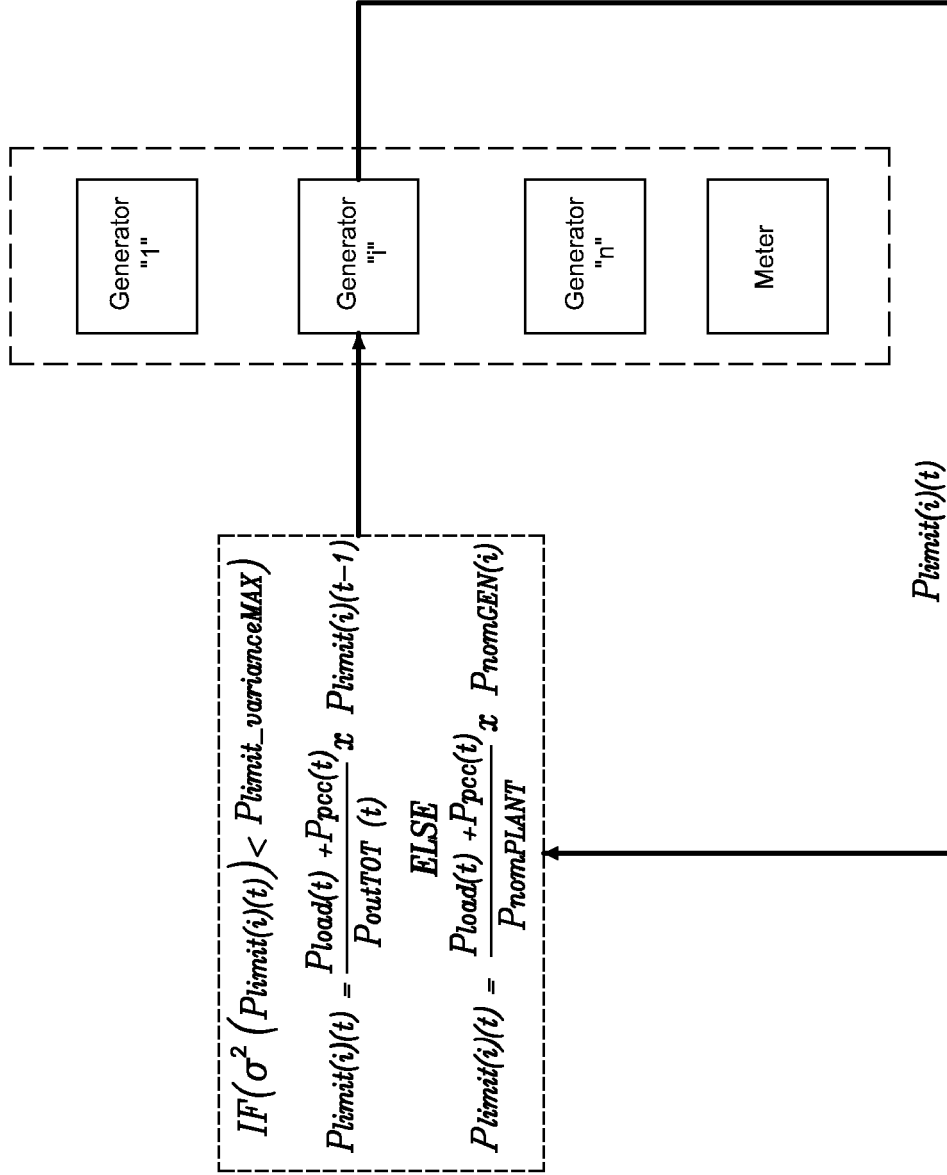 IF(σ²(Plimit(i)(t))< Plimit_varianceMAX)
Plimit(i)(t) = Pload(t) +Ppcc(t) / PoutTOT (t) x Plimit(i)(t-1)
ELSE
Plimit(i)(t) = Pload(t) +Ppcc(t) / PnomPLANT x PnomGEN(i)
Generator
"1"
Generator
"i"
Generator
"n"
Meter
Plimit(i)(t)